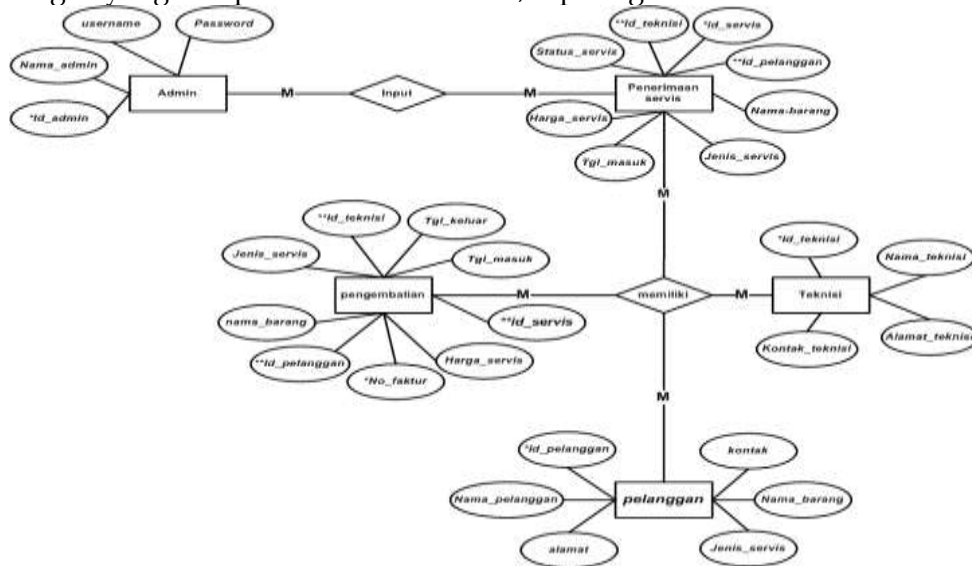 username
Password
Nama_admin
*Id_admin
Admin
M
Input
M
**Id_teknisi
*id_servis
Status_servis
**Id_pelanggan
Penerimaan
servis
Harga_servis
Nama-barang
Tgl_masuk
Jenis_servis
M
**Id_teknisi
Tgl_keluar
Jenis_servis
Tgl_masuk
pengembalian
M
memiliki
M
Teknisi
*Id_teknisi
Nama_teknisi
Kontak_teknisi
Alamat_teknisi
nama_barang
**Id_servis
**Id_pelanggan
Harga_servis
*No_faktur
M
*Id_pelanggan
kontak
Nama_pelanggan
pelanggan
Nama_barang
alamat
Jenis_servis